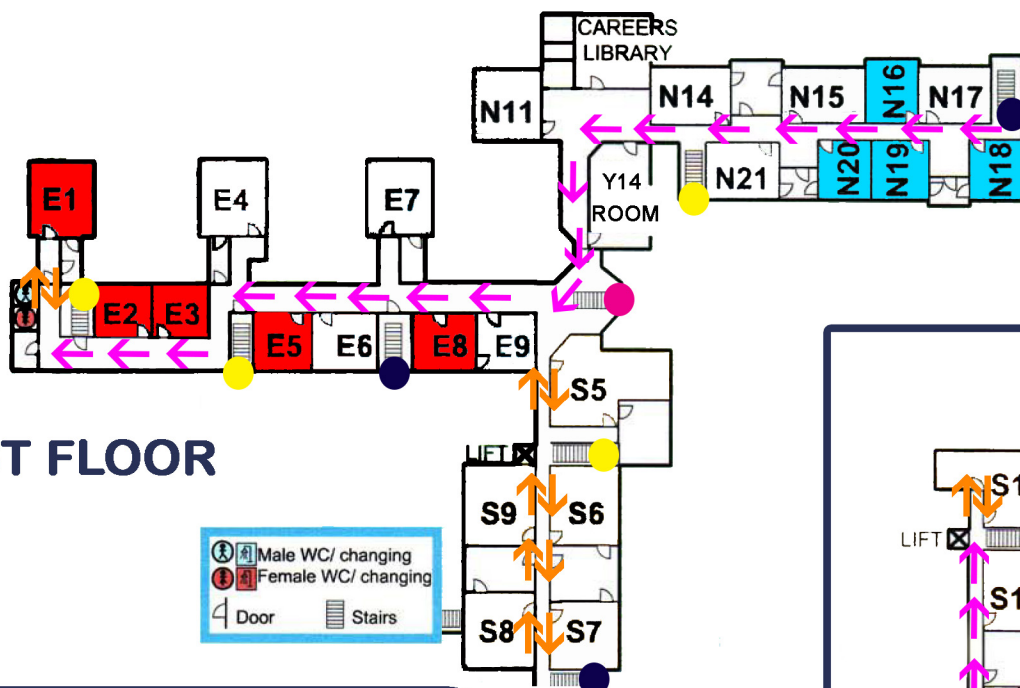 CAREERS
LIBRARY
N11
N14
N15
N16
N17
N20
N19
N18
N21
Y14
ROOM
E1
E4
E7
E2
E3
E5
E6
E8
E9
S5
T FLOOR
LIFT
S9
S6
S8
S7
Male WC/ changing
Female WC/ changing
Door
Stairs
S1
LIFT
S1